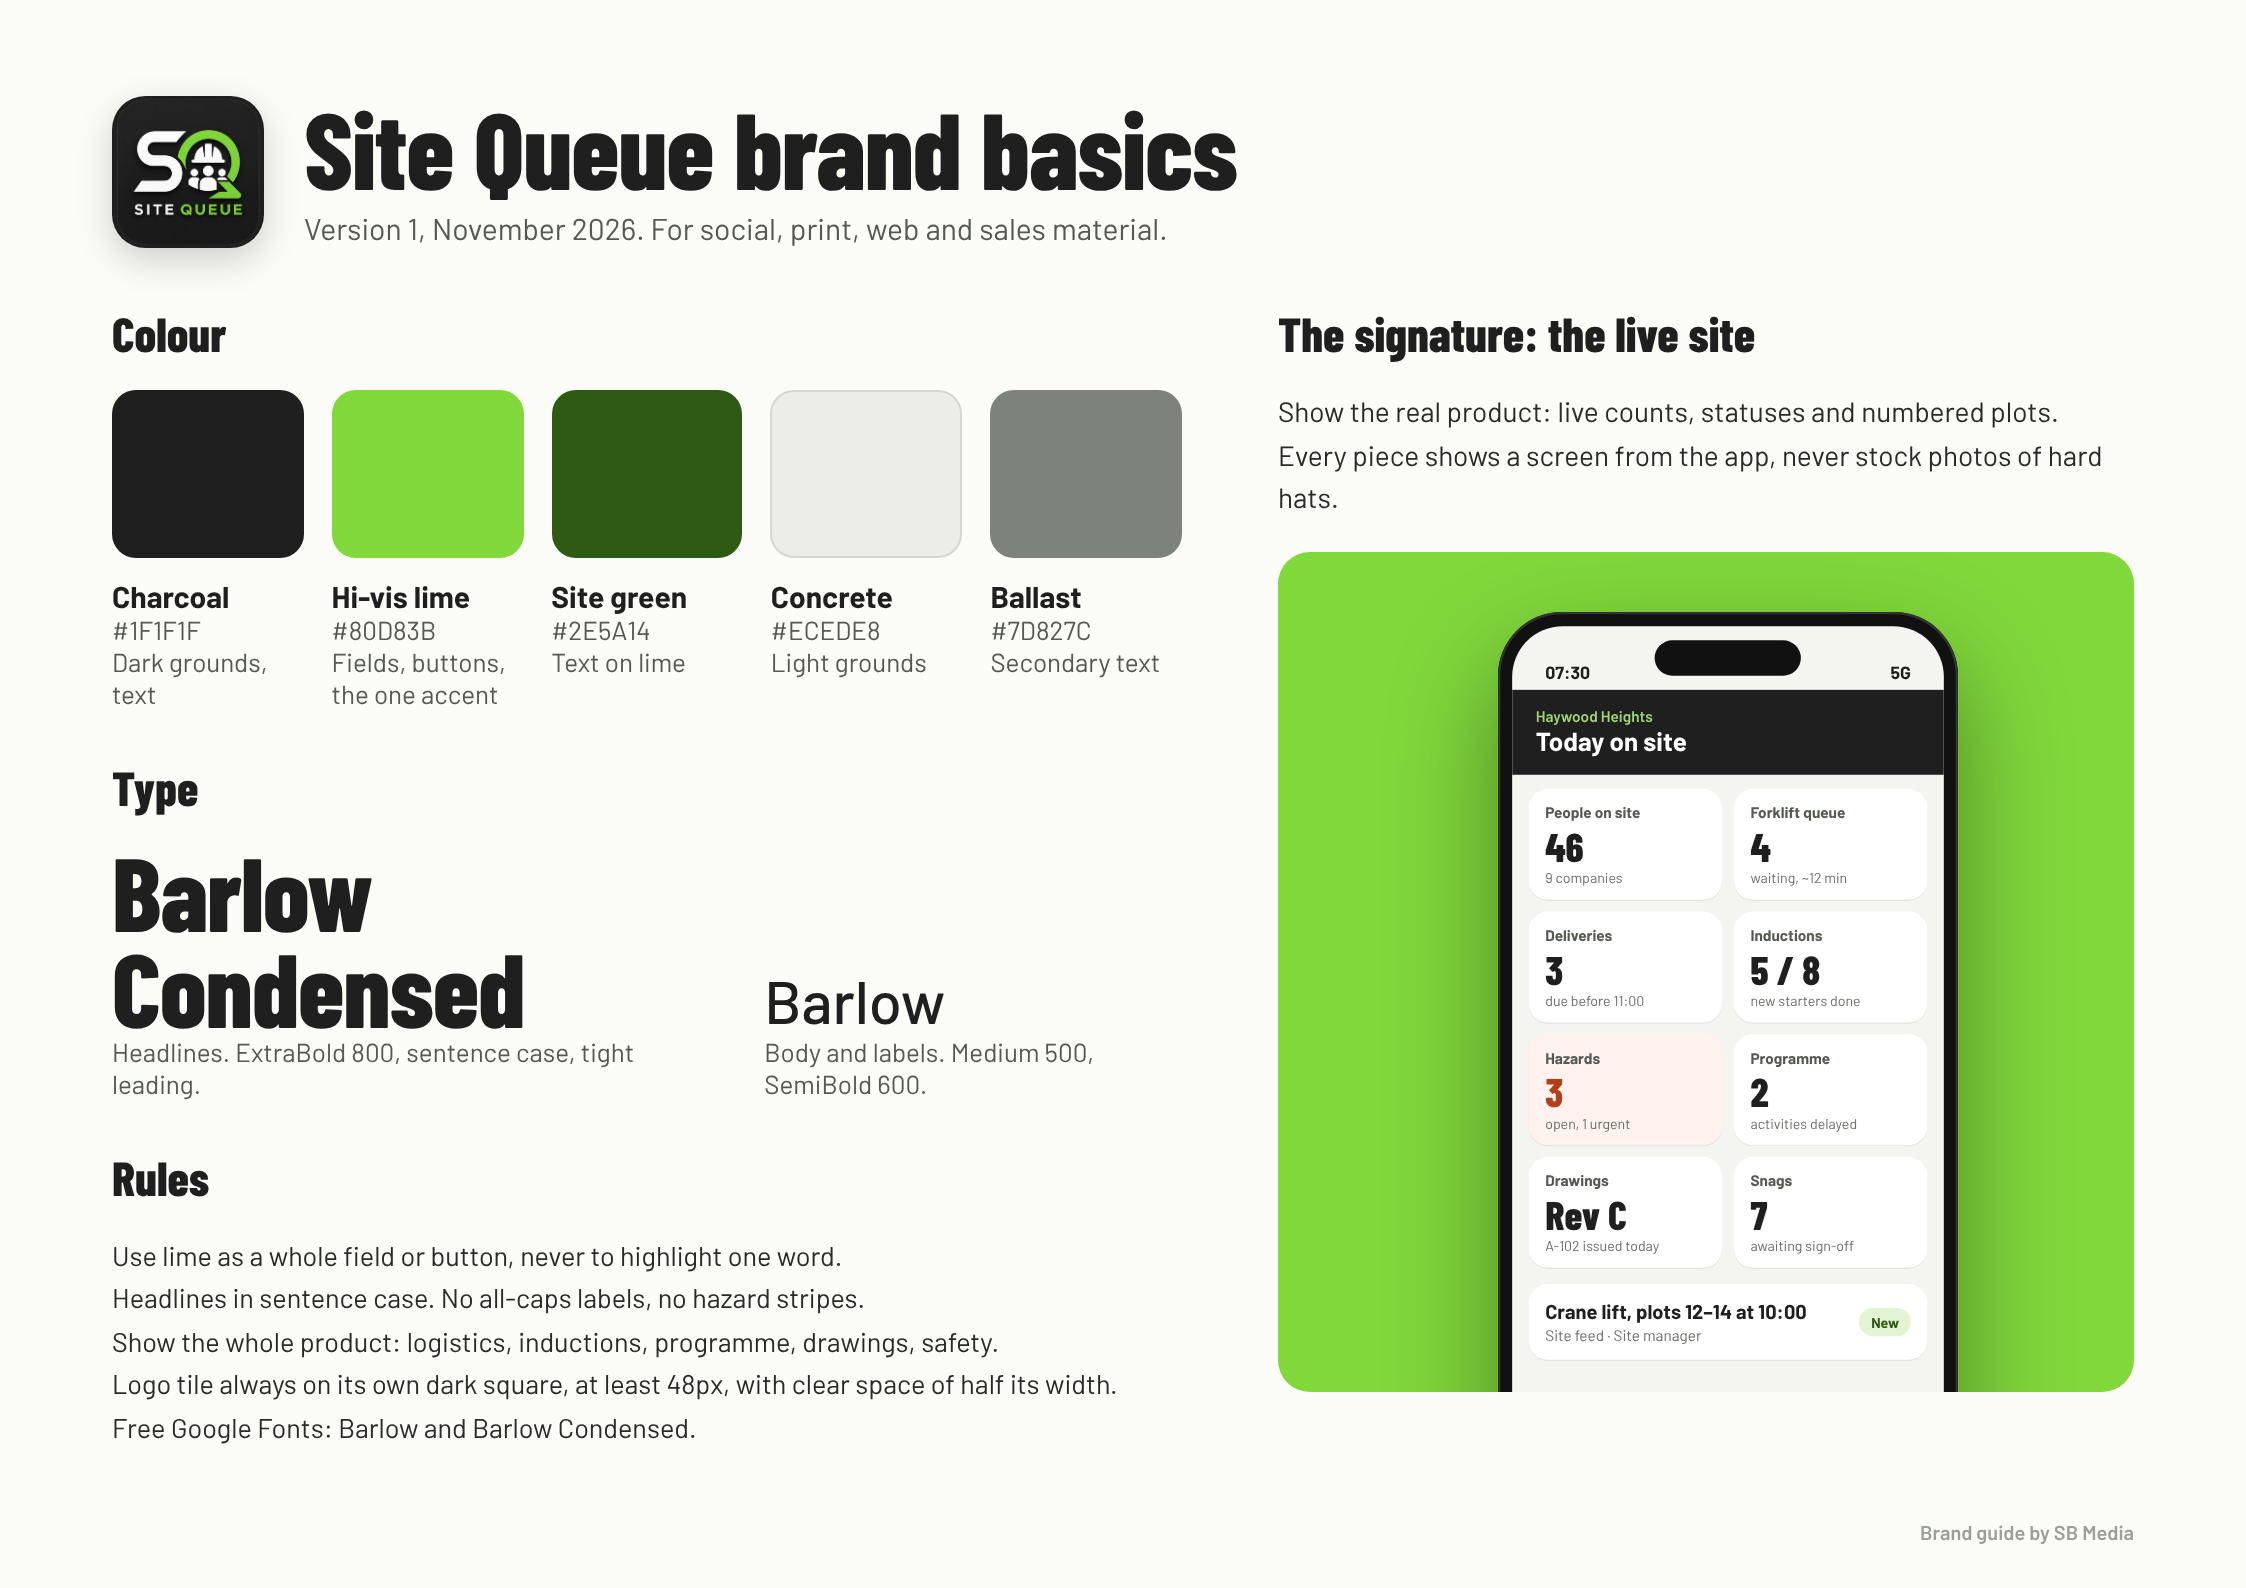 SQ
SITE QUEUE
Site Queue brand basics
Version 1, November 2026. For social, print, web and sales material.
Colour
Charcoal
#1F1F1F
Dark grounds,
text
Hi-vis lime
#80D83B
Fields, buttons,
the one accent
Site green
#2E5A14
Text on lime
Concrete
#ECEDE8
Light grounds
Ballast
#7D827C
Secondary text
Type
Barlow
Condensed
Headlines. ExtraBold 800, sentence case, tight
leading.
Barlow
Body and labels. Medium 500,
SemiBold 600.
Rules
Use lime as a whole field or button, never to highlight one word.
Headlines in sentence case. No all-caps labels, no hazard stripes.
Show the whole product: logistics, inductions, programme, drawings, safety.
Logo tile always on its own dark square, at least 48px, with clear space of half its width.
Free Google Fonts: Barlow and Barlow Condensed.
The signature: the live site
Show the real product: live counts, statuses and numbered plots.
Every piece shows a screen from the app, never stock photos of hard
hats.
07:30
5G
Haywood Heights
Today on site
People on site
46
9 companies
Forklift queue
4
waiting, ~12 min
Deliveries
3
due before 11:00
Inductions
5 / 8
new starters done
Hazards
3
open, 1 urgent
Programme
2
activities delayed
Drawings
Rev C
A-102 issued today
Snags
7
awaiting sign-off
Crane lift, plots 12–14 at 10:00
Site feed · Site manager
New
Brand guide by SB Media